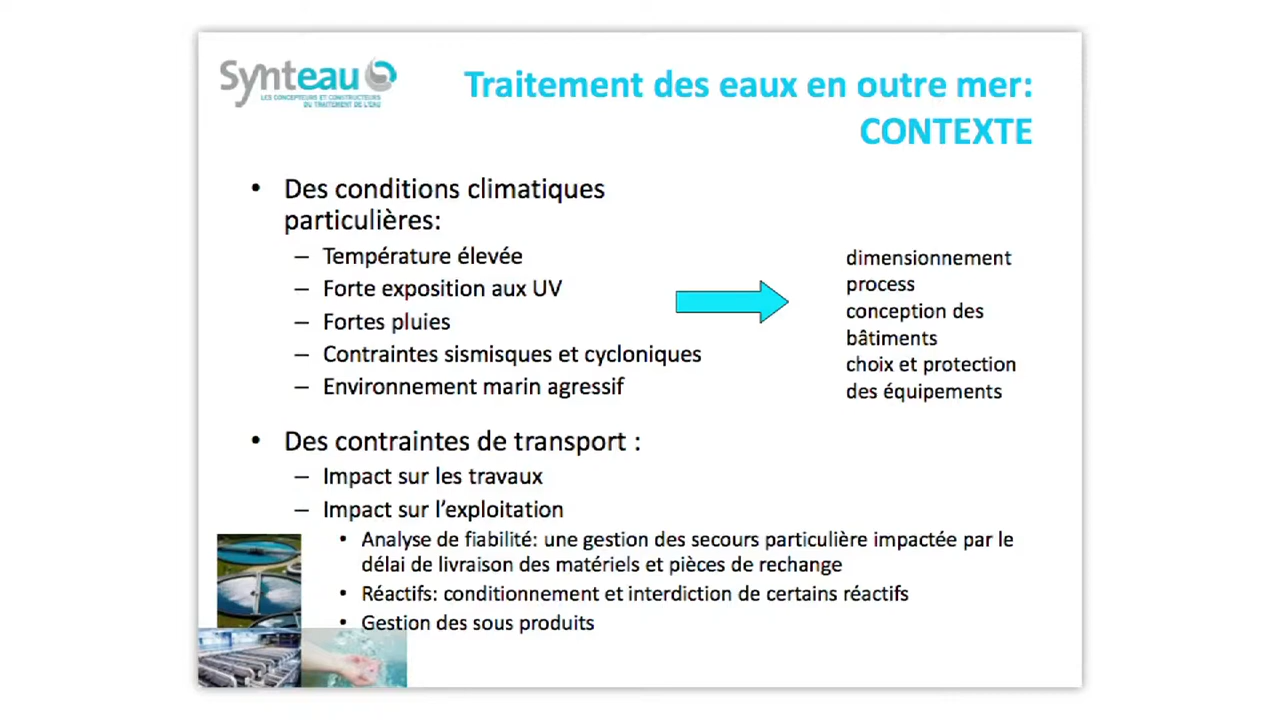 Synteau
LES CONCEPTEURS ET CONSTRUCTEURS
DU TRAITEMENT DE L'EAU
Traitement des eaux en outre mer:
CONTEXTE
• Des conditions climatiques
particulières:
– Température élevée
– Forte exposition aux UV
– Fortes pluies
– Contraintes sismisques et cycloniques
– Environnement marin agressif
dimensionnement
process
conception des
bâtiments
choix et protection
des équipements
• Des contraintes de transport :
– Impact sur les travaux
– Impact sur l'exploitation
• Analyse de fiabilité: une gestion des secours particulière impactée par le
délai de livraison des matériels et pièces de rechange
• Réactifs: conditionnement et interdiction de certains réactifs
• Gestion des sous produits